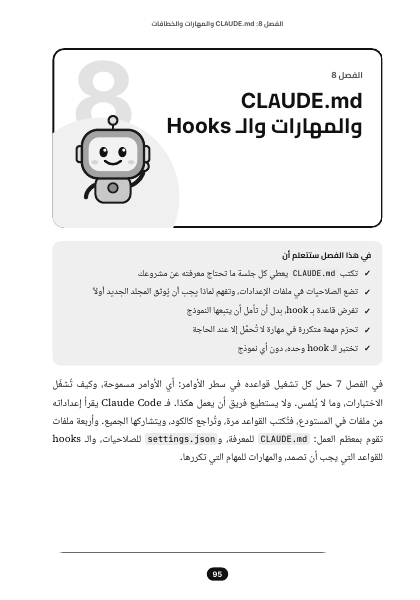 الفصل 8: CLAUDE.md والمهارات والخطافات
8
الفصل 8
CLAUDE.md
والمهارات والـ Hooks
في هذا الفصل ستتعلم أن
✓ تكتب CLAUDE.md يعطي كل جلسة ما تحتاج معرفته عن مشروعك
✓ تضع الصلاحيات في ملفات الإعدادات، وتفهم لماذا يجب أن يُوثق المجلد الجديد أولاً
✓ تفرض قاعدة بـ hook، بدل أن تأمل أن يتبعها النموذج
✓ تحزم مهمة متكررة في مهارة لا تُحمَّل إلا عند الحاجة
✓ تختبر الـ hook وحده، دون أي نموذج
في الفصل 7 حمل كل تشغيل قواعده في سطر الأوامر: أي الأوامر مسموحة، وكيف تُشغَّل
الاختبارات، وما لا يُلمس. ولا يستطيع فريق أن يعمل هكذا. فـ Claude Code يقرأ إعداداته
من ملفات في المستودع، فتُكتب القواعد مرة، وتُراجع كالكود، ويتشاركها الجميع. وأربعة ملفات
تقوم بمعظم العمل: CLAUDE.md للمعرفة، و settings.json للصلاحيات، والـ hooks
للقواعد التي يجب أن تصمد، والمهارات للمهام التي تكررها.
95